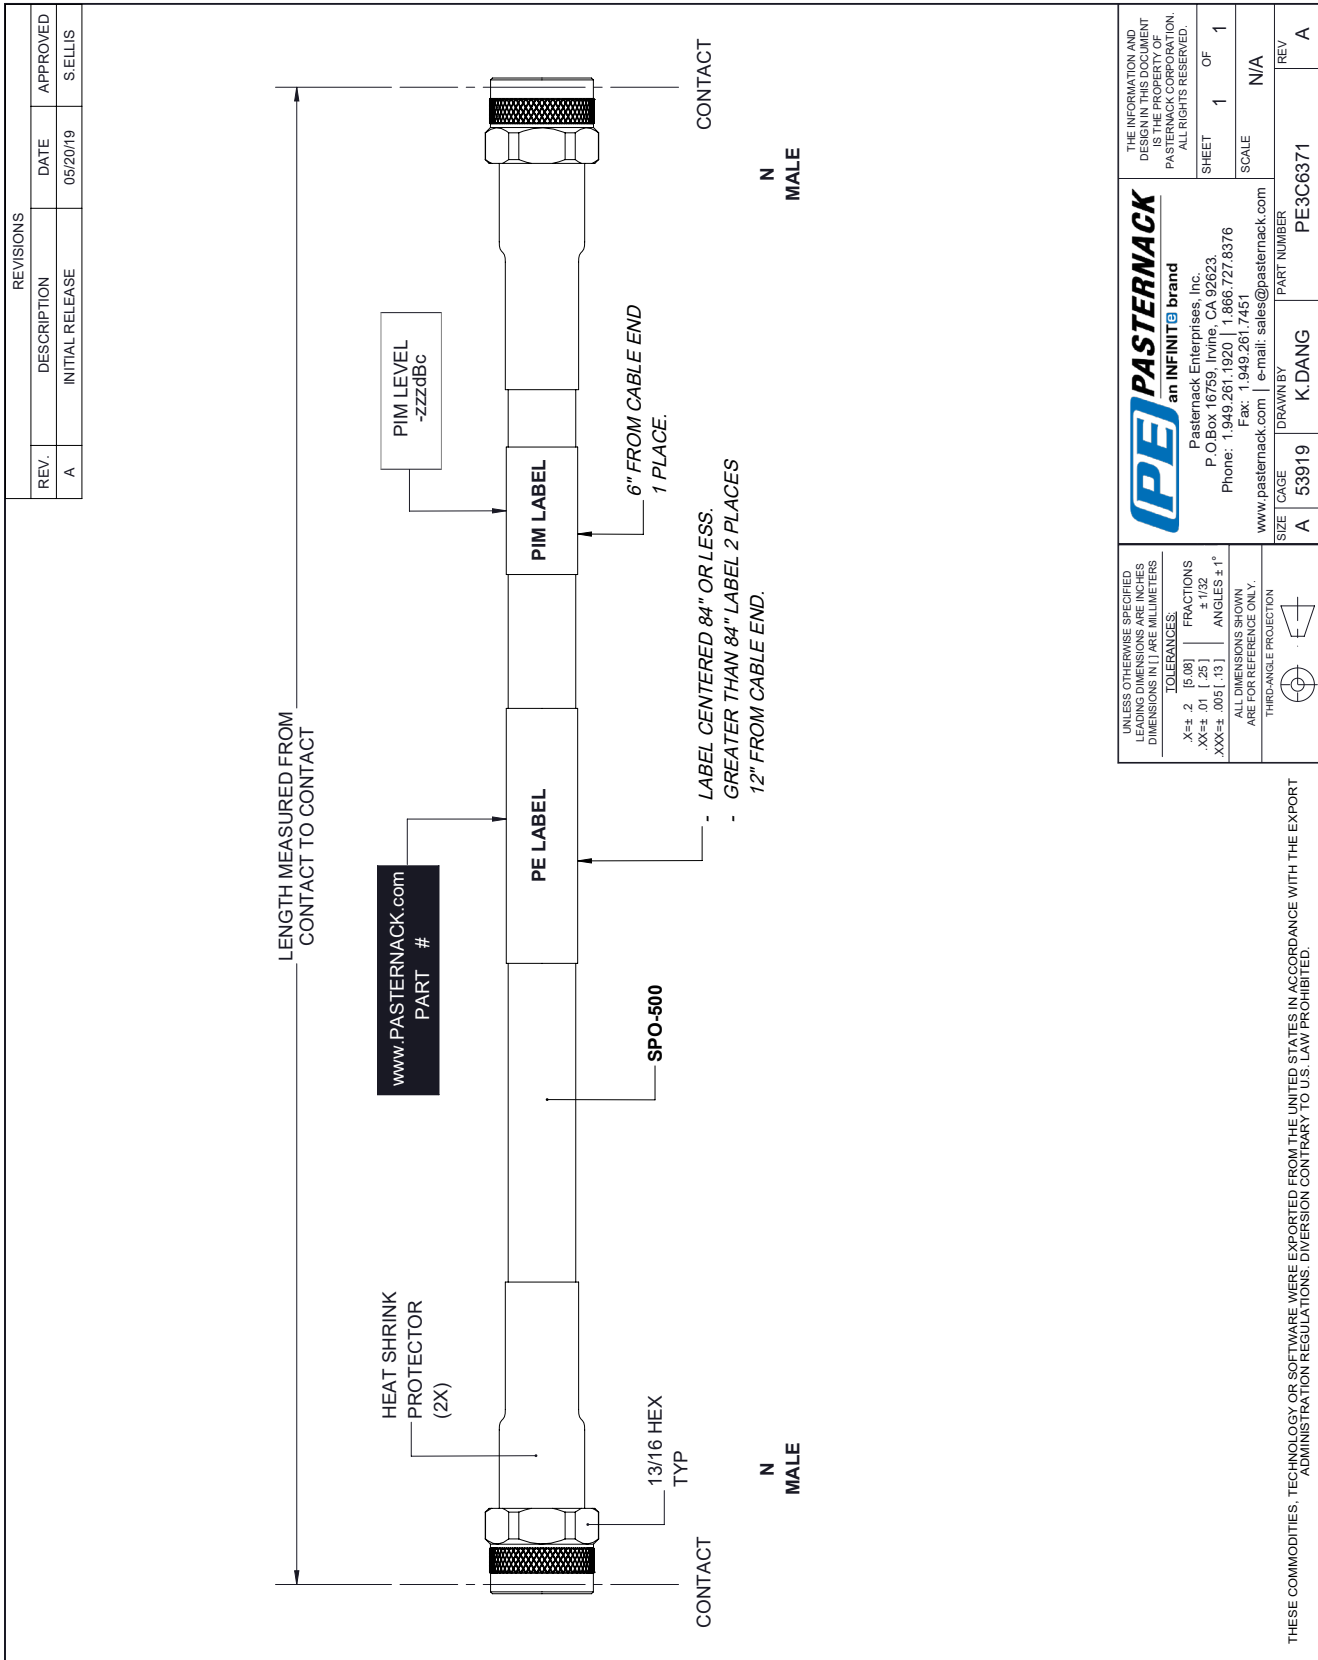 REVISIONS
REV. DESCRIPTION DATE APPROVED
A INITIAL RELEASE 05/20/19 S.ELLIS
LENGTH MEASURED FROM
CONTACT TO CONTACT
HEAT SHRINK
PROTECTOR
(2X)
www.PASTERNACK.com
PART #
PIM LEVEL
-zzzdBc
PE LABEL
PIM LABEL
13/16 HEX
TYP
SPO-500
6" FROM CABLE END
1 PLACE.
- LABEL CENTERED 84" OR LESS.
- GREATER THAN 84" LABEL 2 PLACES
12" FROM CABLE END.
CONTACT
CONTACT
N
MALE
N
MALE
THESE COMMODITIES, TECHNOLOGY OR SOFTWARE WERE EXPORTED FROM THE UNITED STATES IN ACCORDANCE WITH THE EXPORT
ADMINISTRATION REGULATIONS. DIVERSION CONTRARY TO U.S. LAW PROHIBITED.
UNLESS OTHERWISE SPECIFIED
LEADING DIMENSIONS ARE INCHES
DIMENSIONS IN [ ] ARE MILLIMETERS
TOLERANCES:
.X=± .2 [5.08] FRACTIONS
.XX=± .01 [ .25 ] ± 1/32
.XXX=± .005 [ .13 ] ANGLES ± 1°
ALL DIMENSIONS SHOWN
ARE FOR REFERENCE ONLY.
THIRD-ANGLE PROJECTION
PE PASTERNACK
an INFINITe brand
Pasternack Enterprises, Inc.
P.O.Box 16759, Irvine, CA 92623.
Phone: 1.949.261.1920 | 1.866.727.8376
Fax: 1.949.261.7451
www.pasternack.com | e-mail: sales@pasternack.com
THE INFORMATION AND
DESIGN IN THIS DOCUMENT
IS THE PROPERTY OF
PASTERNACK CORPORATION.
ALL RIGHTS RESERVED.
SHEET 1 OF 1
SCALE N/A
SIZE CAGE DRAWN BY PART NUMBER REV
A 53919 K.DANG PE3C6371 A